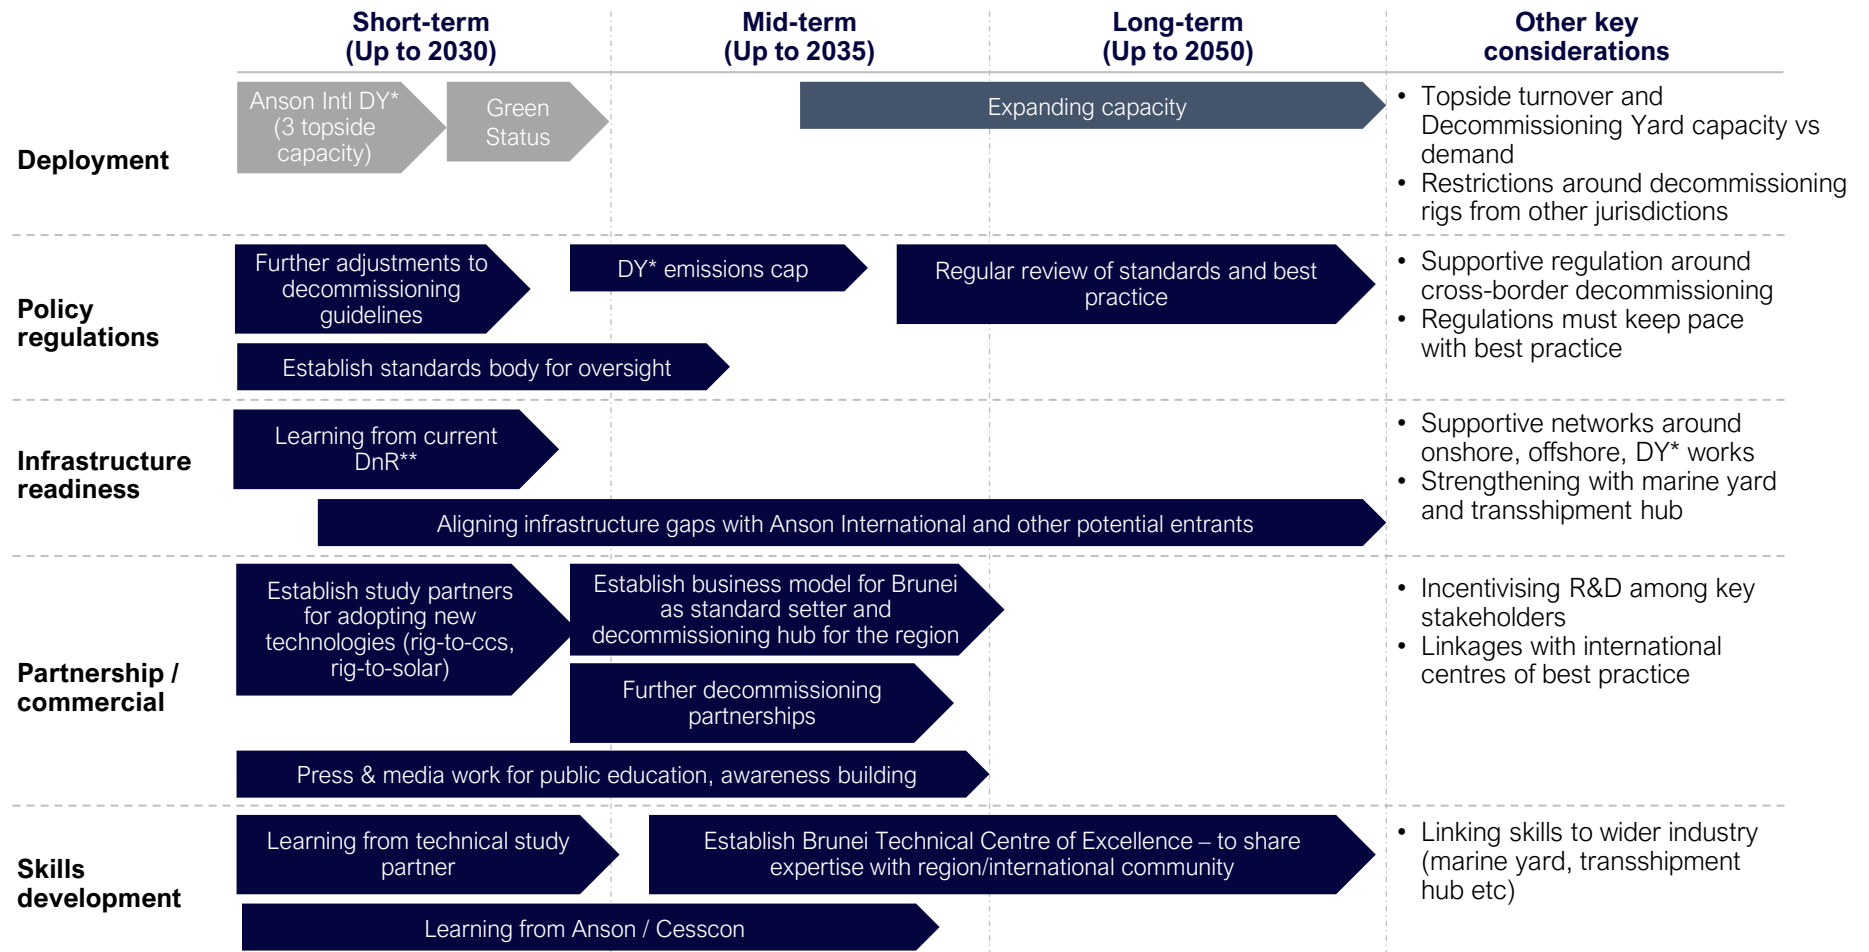 Short-term
(Up to 2030)
Mid-term
(Up to 2035)
Long-term
(Up to 2050)
Other key
considerations
Deployment
Anson Intl DY*
(3 topside
capacity)
Green
Status
Expanding capacity
• Topside turnover and
Decommissioning Yard capacity vs
demand
• Restrictions around decommissioning
rigs from other jurisdictions
Policy
regulations
Further adjustments to
decommissioning
guidelines
DY* emissions cap
Regular review of standards and best
practice
Establish standards body for oversight
• Supportive regulation around
cross-border decommissioning
• Regulations must keep pace
with best practice
Infrastructure
readiness
Learning from current
DnR**
Aligning infrastructure gaps with Anson International and other potential entrants
• Supportive networks around
onshore, offshore, DY* works
• Strengthening with marine yard
and transshipment hub
Partnership /
commercial
Establish study partners
for adopting new
technologies (rig-to-ccs,
rig-to-solar)
Establish business model for Brunei
as standard setter and
decommissioning hub for the region
Further decommissioning
partnerships
Press & media work for public education, awareness building
• Incentivising R&D among key
stakeholders
• Linkages with international
centres of best practice
Skills
development
Learning from technical study
partner
Establish Brunei Technical Centre of Excellence – to share
expertise with region/international community
Learning from Anson / Cesscon
• Linking skills to wider industry
(marine yard, transshipment
hub etc)